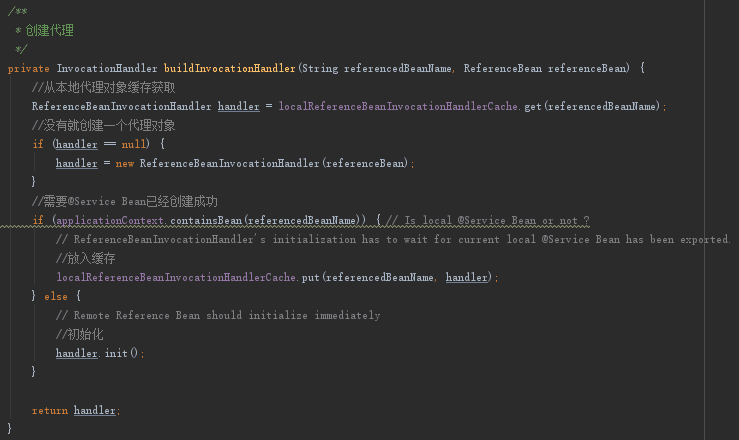 /**
 * 创建代理
 */
private InvocationHandler buildInvocationHandler(String referencedBeanName, ReferenceBean referenceBean) {
    //从本地代理对象缓存获取
    ReferenceBeanInvocationHandler handler = localReferenceBeanInvocationHandlerCache.get(referencedBeanName);
    //没有就创建一个代理对象
    if (handler == null) {
        handler = new ReferenceBeanInvocationHandler(referenceBean);
    }
    //需要@Service Bean已经创建成功
    if (applicationContext.containsBean(referencedBeanName)) { // Is local @Service Bean or not ?
        // ReferenceBeanInvocationHandler's initialization has to wait for current local @Service Bean has been exported.
        //放入缓存
        localReferenceBeanInvocationHandlerCache.put(referencedBeanName, handler);
    } else {
        // Remote Reference Bean should initialize immediately
        //初始化
        handler.init();
    }
    return handler;
}